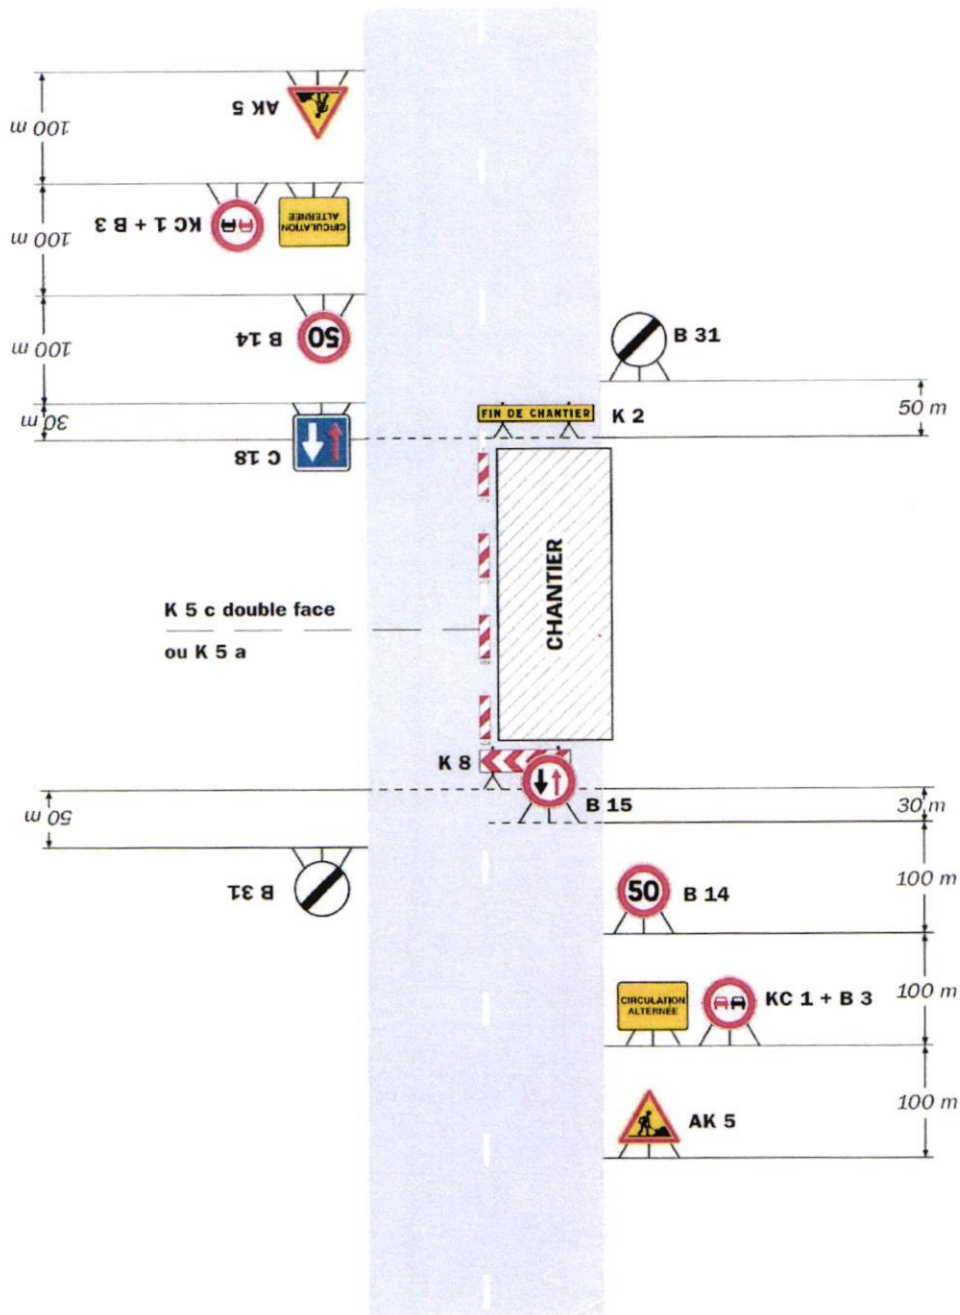 AK 5
100 m
KC 1 + B 3
CIRCULATION
ALTERNÉE
100 m
B 14
50
100 m
B 31
C 18
30 m
FIN DE CHANTIER
K 2
50 m
CHANTIER
K 5 c double face
ou K 5 a
K 8
B 15
30 m
50 m
B 31
50
B 14
100 m
CIRCULATION
ALTERNÉE
KC 1 + B 3
100 m
AK 5
100 m